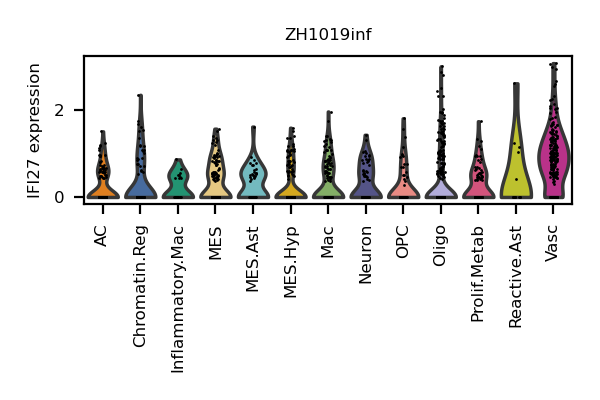 ZH1019inf
IFI27 expression
2
0
AC
Chromatin.Reg
Inflammatory.Mac
MES
MES.Ast
MES.Hyp
Mac
Neuron
OPC
Oligo
Prolif.Metab
Reactive.Ast
Vasc